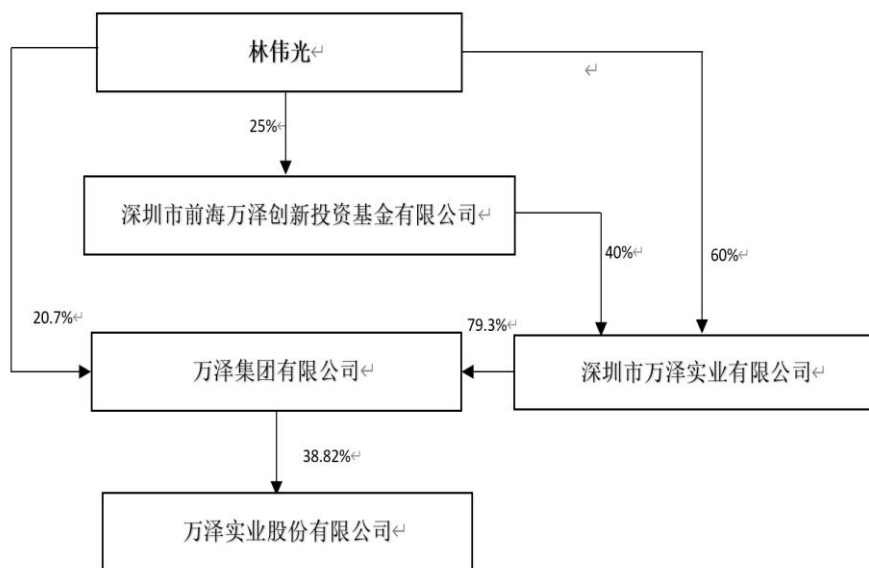 林伟光↵
↵
25%↵
深圳市前海万泽创新投资基金有限公司↵
40%↵
60%↵
20.7%↵
79.3%↵
万泽集团有限公司↵
深圳市万泽实业有限公司↵
38.82%↵
万泽实业股份有限公司↵